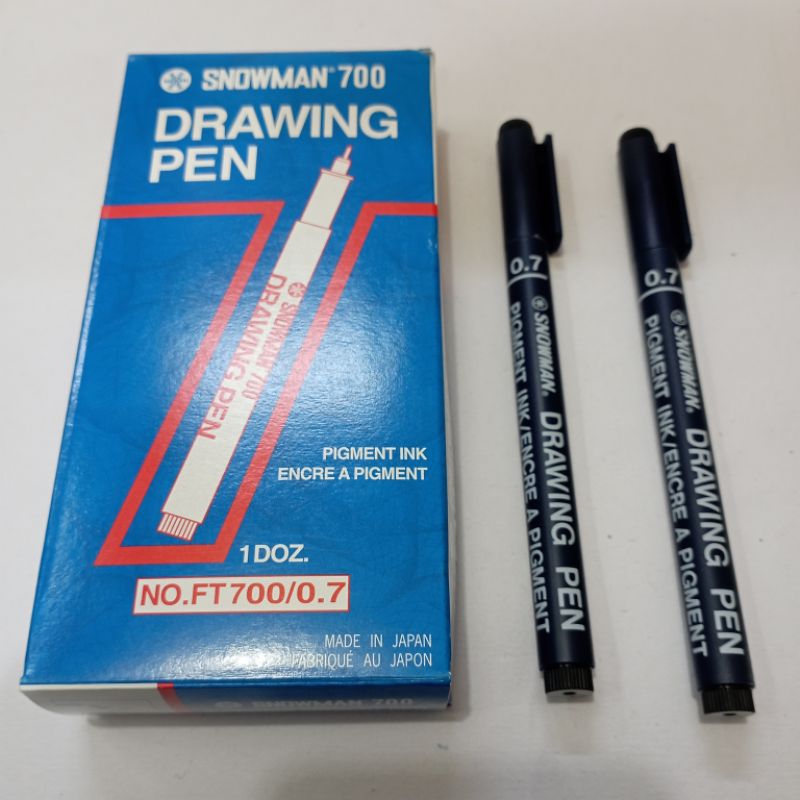 SNOWMAN® 700
DRAWING
PEN
SNOWMAN 700
DRAWING PEN
PIGMENT INK
ENCRE A PIGMENT
1 DOZ.
NO.FT700/0.7
MADE IN JAPAN
FABRIQUÉ AU JAPON
SNOWMAN 700
0.7
SNOWMAN. DRAWING PEN
PIGMENT INK/ENCRE A PIGMENT
0.7
SNOWMAN. DRAWING PEN
PIGMENT INK/ENCRE A PIGMENT